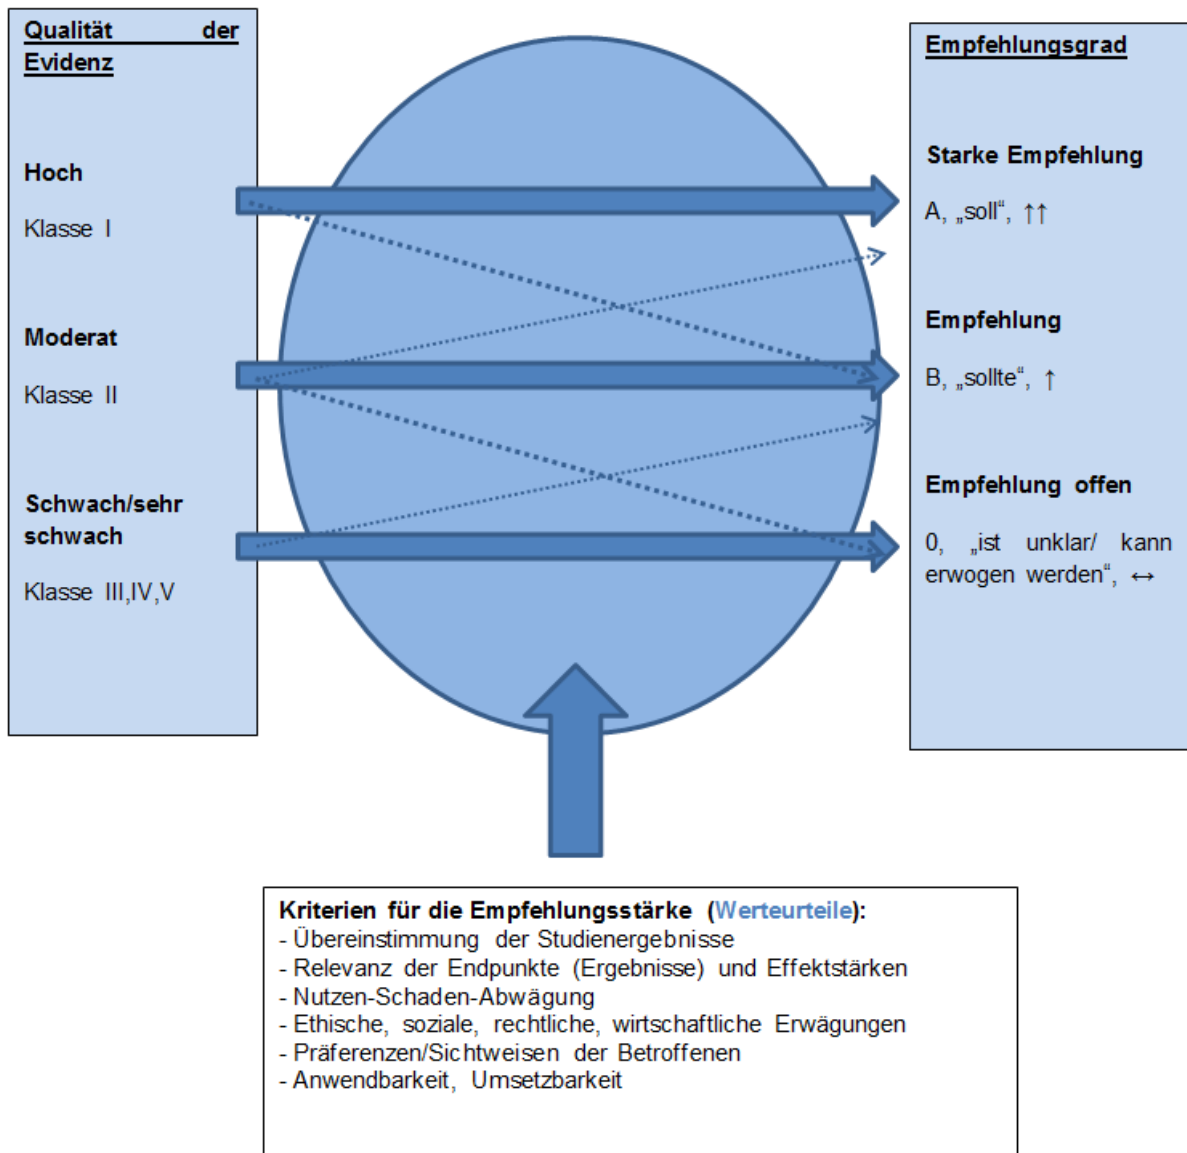 Qualität der
Evidenz
Hoch
Klasse I
Moderat
Klasse II
Schwach/sehr
schwach
Klasse III,IV,V
Empfehlungsgrad
Starke Empfehlung
A, „soll“, ↑↑
Empfehlung
B, „sollte“, ↑
Empfehlung offen
0, „ist unklar/ kann
erwogen werden“, ↔
Kriterien für die Empfehlungsstärke (Werteurteile):
- Übereinstimmung der Studienergebnisse
- Relevanz der Endpunkte (Ergebnisse) und Effektstärken
- Nutzen-Schaden-Abwägung
- Ethische, soziale, rechtliche, wirtschaftliche Erwägungen
- Präferenzen/Sichtweisen der Betroffenen
- Anwendbarkeit, Umsetzbarkeit